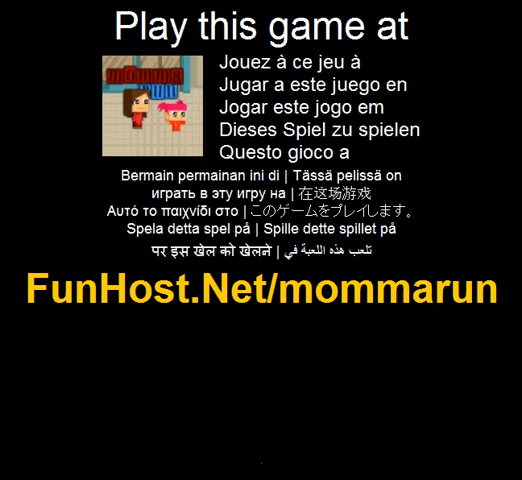 Play this game at
momma
run
Jouez à ce jeu à
Jugar a este juego en
Jogar este jogo em
Dieses Spiel zu spielen
Questo gioco a
Bermain permainan ini di | Tässä pelissä on
играть в эту игру на | 在这场游戏
Αυτό το παιχνίδι στο | このゲームをプレイします。
Spela detta spel på | Spille dette spillet på
पर इस खेल को खेलने | تلعب هذه اللعبة في
FunHost.Net/mommarun